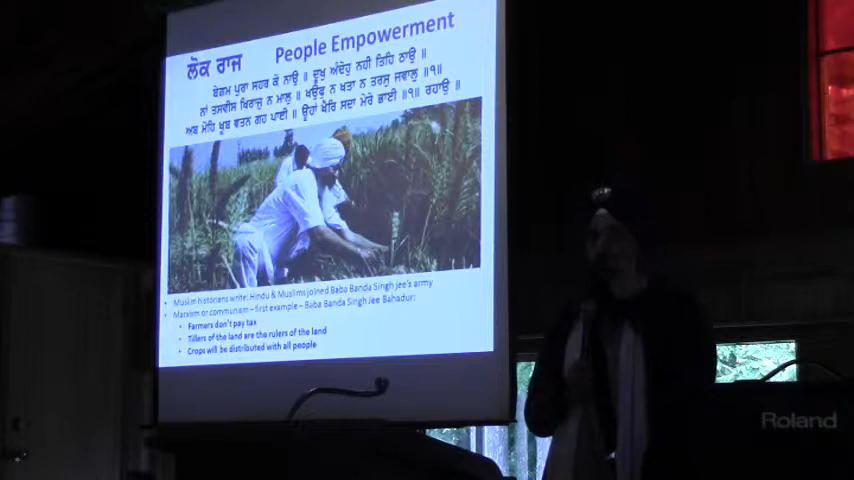 ਲੋਕ ਰਾਜ
People Empowerment
ਬੇਗਮ ਪੁਰਾ ਸਹਰ ਕੋ ਨਾਉ ॥ ਦੂਖੁ ਅੰਦੋਹੁ ਨਹੀ ਤਿਹਿ ਠਾਉ ॥
ਨਾਂ ਤਸਵੀਸ ਖਿਰਾਜੁ ਨ ਮਾਲੁ ॥ ਖਉਫੁ ਨ ਖਤਾ ਨ ਤਰਸੁ ਜਵਾਲੁ ॥੧॥
ਅਬ ਮੋਹਿ ਖੂਬ ਵਤਨ ਗਹ ਪਾਈ ॥ ਊਹਾਂ ਖੈਰਿ ਸਦਾ ਮੇਰੇ ਭਾਈ ॥੧॥ ਰਹਾਉ ॥
• Muslim historians write: Hindu & Muslims joined Baba Banda Singh jee's army
• Marxism or communism – first example – Baba Banda Singh Jee Bahadur:
• Farmers don't pay tax
• Tillers of the land are the rulers of the land
• Crops will be distributed with all people
Roland